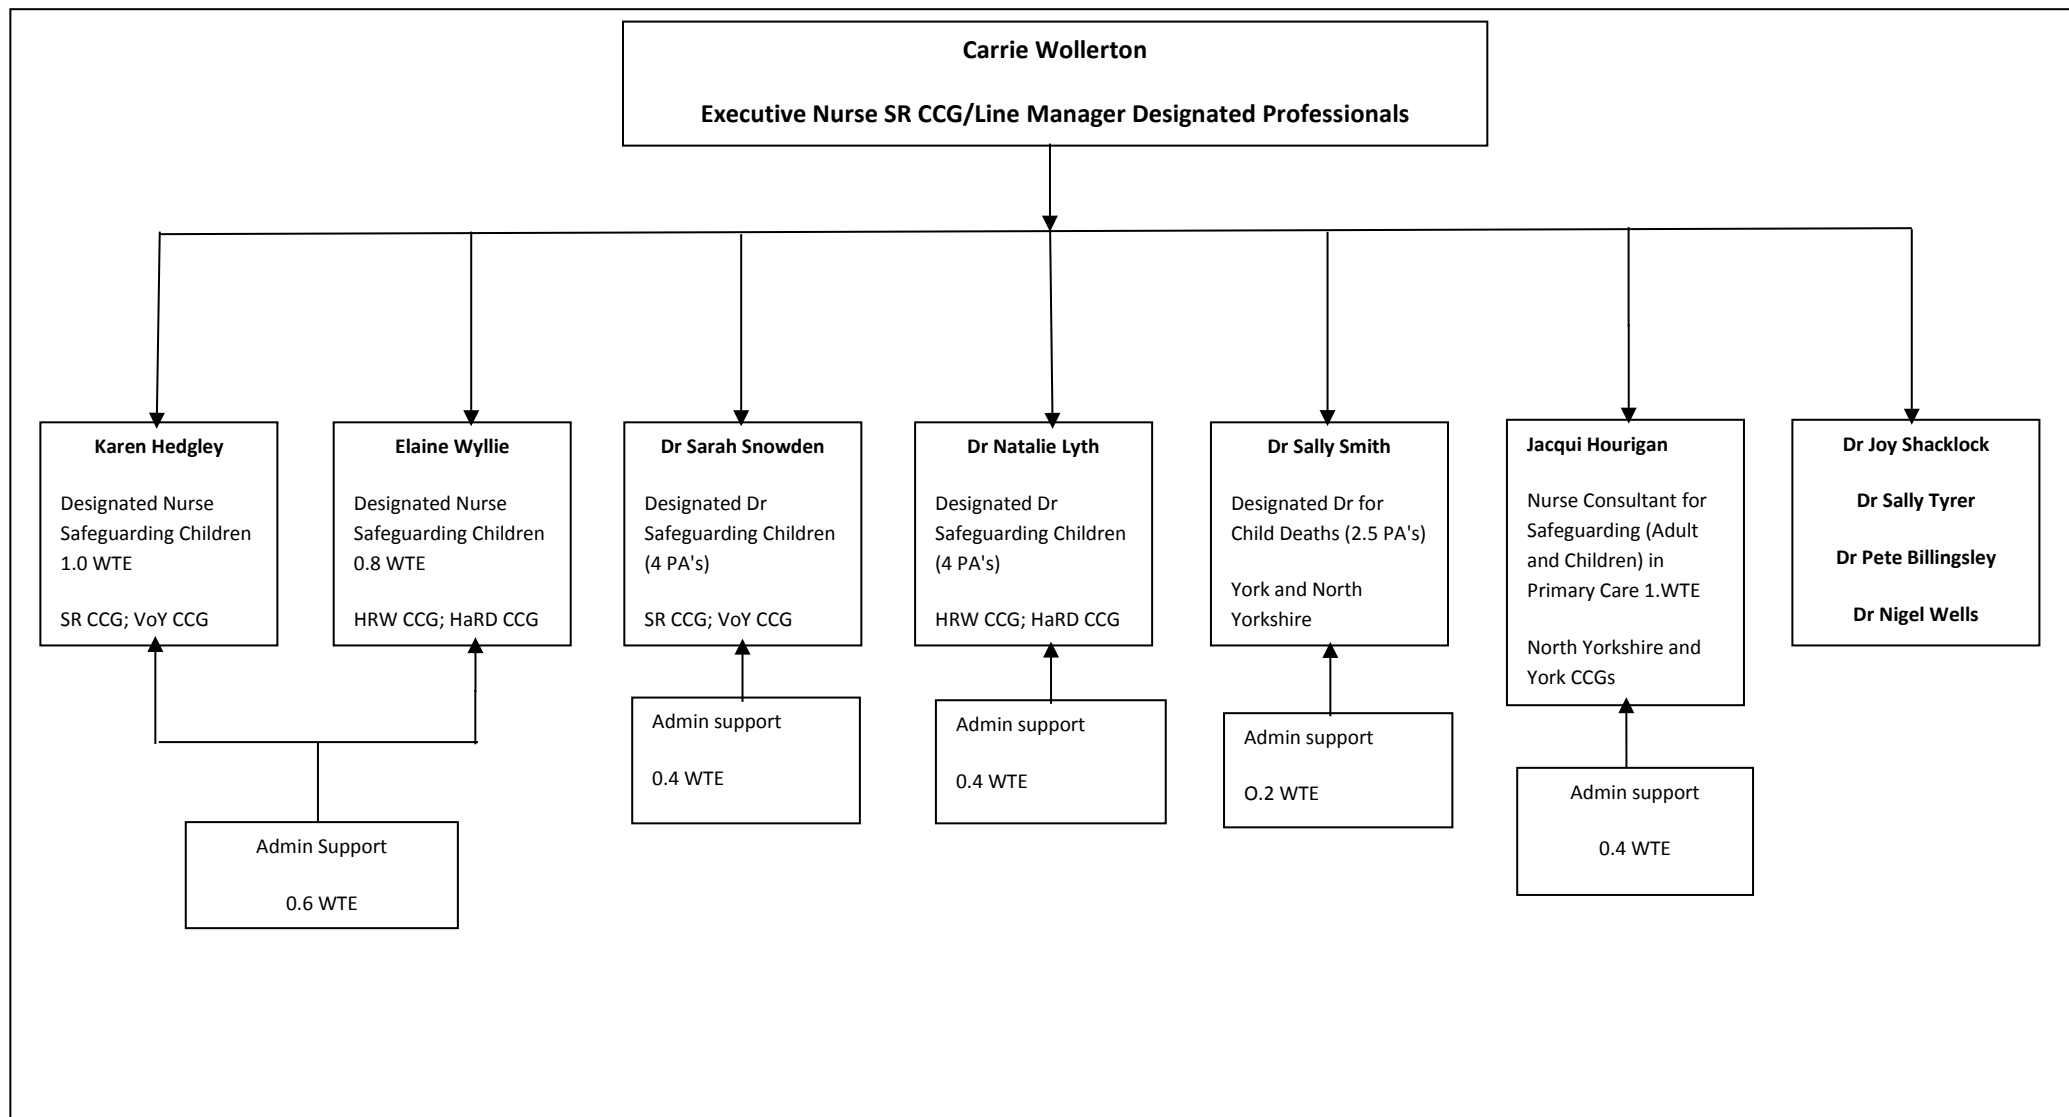 Carrie Wollerton
Executive Nurse SR CCG/Line Manager Designated Professionals
Karen Hedgley
Designated Nurse
Safeguarding Children
1.0 WTE
SR CCG; VoY CCG
Elaine Wyllie
Designated Nurse
Safeguarding Children
0.8 WTE
HRW CCG; HaRD CCG
Dr Sarah Snowden
Designated Dr
Safeguarding Children
(4 PA's)
SR CCG; VoY CCG
Dr Natalie Lyth
Designated Dr
Safeguarding Children
(4 PA's)
HRW CCG; HaRD CCG
Dr Sally Smith
Designated Dr for
Child Deaths (2.5 PA's)
York and North
Yorkshire
Jacqui Hourigan
Nurse Consultant for
Safeguarding (Adult
and Children) in
Primary Care 1.WTE
North Yorkshire and
York CCGs
Dr Joy Shacklock
Dr Sally Tyrer
Dr Pete Billingsley
Dr Nigel Wells
Admin Support
0.6 WTE
Admin support
0.4 WTE
Admin support
0.4 WTE
Admin support
O.2 WTE
Admin support
0.4 WTE